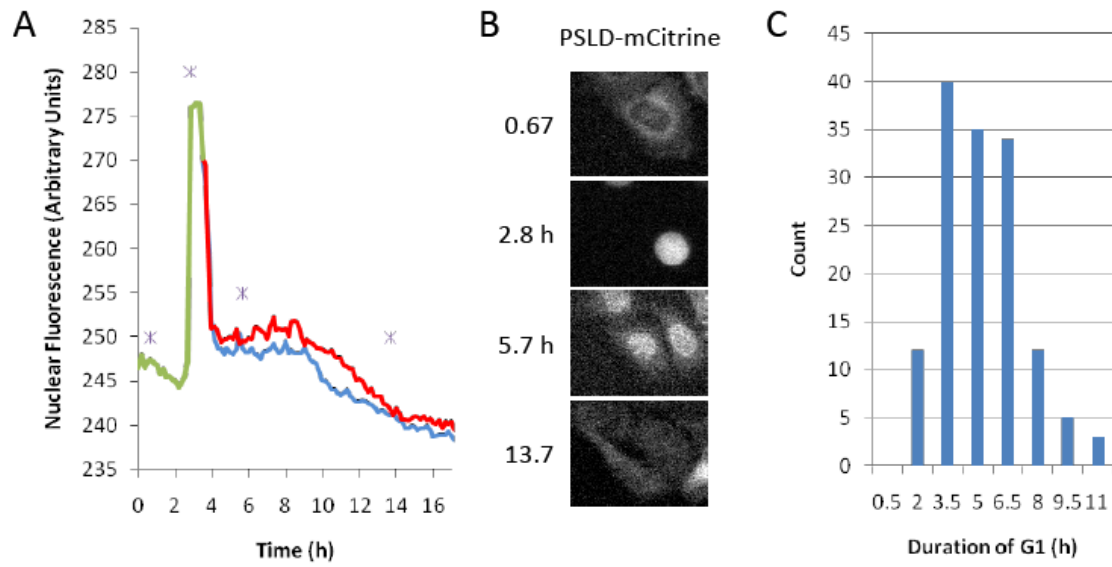 A
Nuclear Fluorescence (Arbitrary Units)
285
280
275
270
265
260
255
250
245
240
235
0 2 4 6 8 10 12 14 16
Time (h)
B
PSLD-mCitrine
0.67
2.8 h
5.7 h
13.7
C
Count
45
40
35
30
25
20
15
10
5
0
0.5 2 3.5 5 6.5 8 9.5 11
Duration of G1 (h)